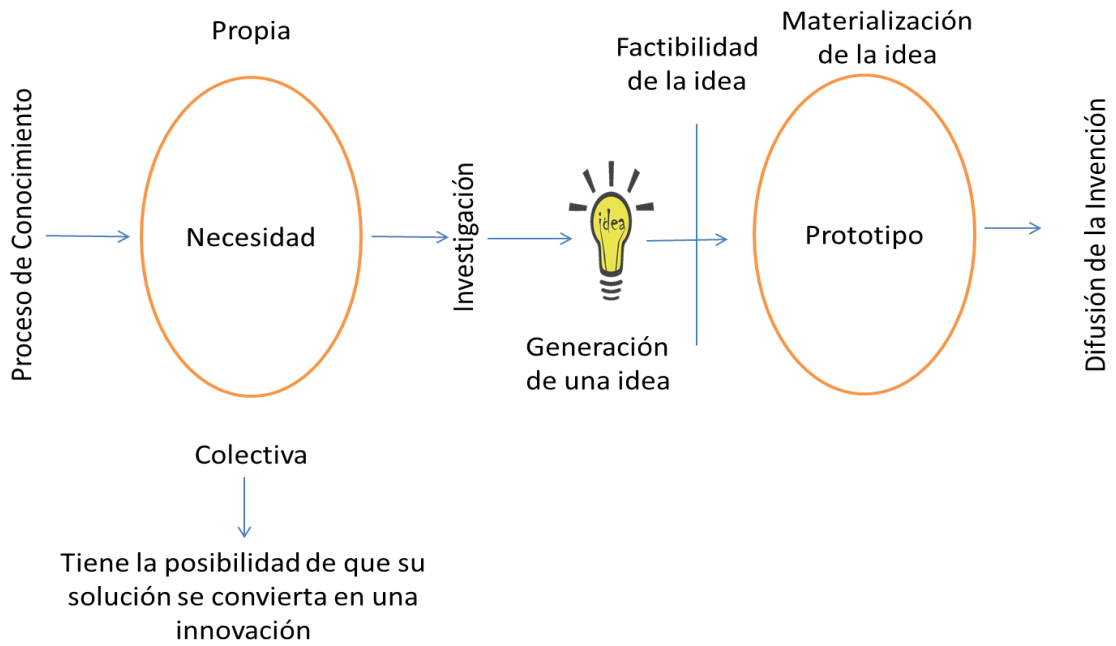 Proceso de Conocimiento
Propia
Necesidad
Colectiva
Tiene la posibilidad de que su
solución se convierta en una
innovación
Investigación
idea
Generación
de una idea
Factibilidad
de la idea
Materialización
de la idea
Prototipo
Difusión de la Invención